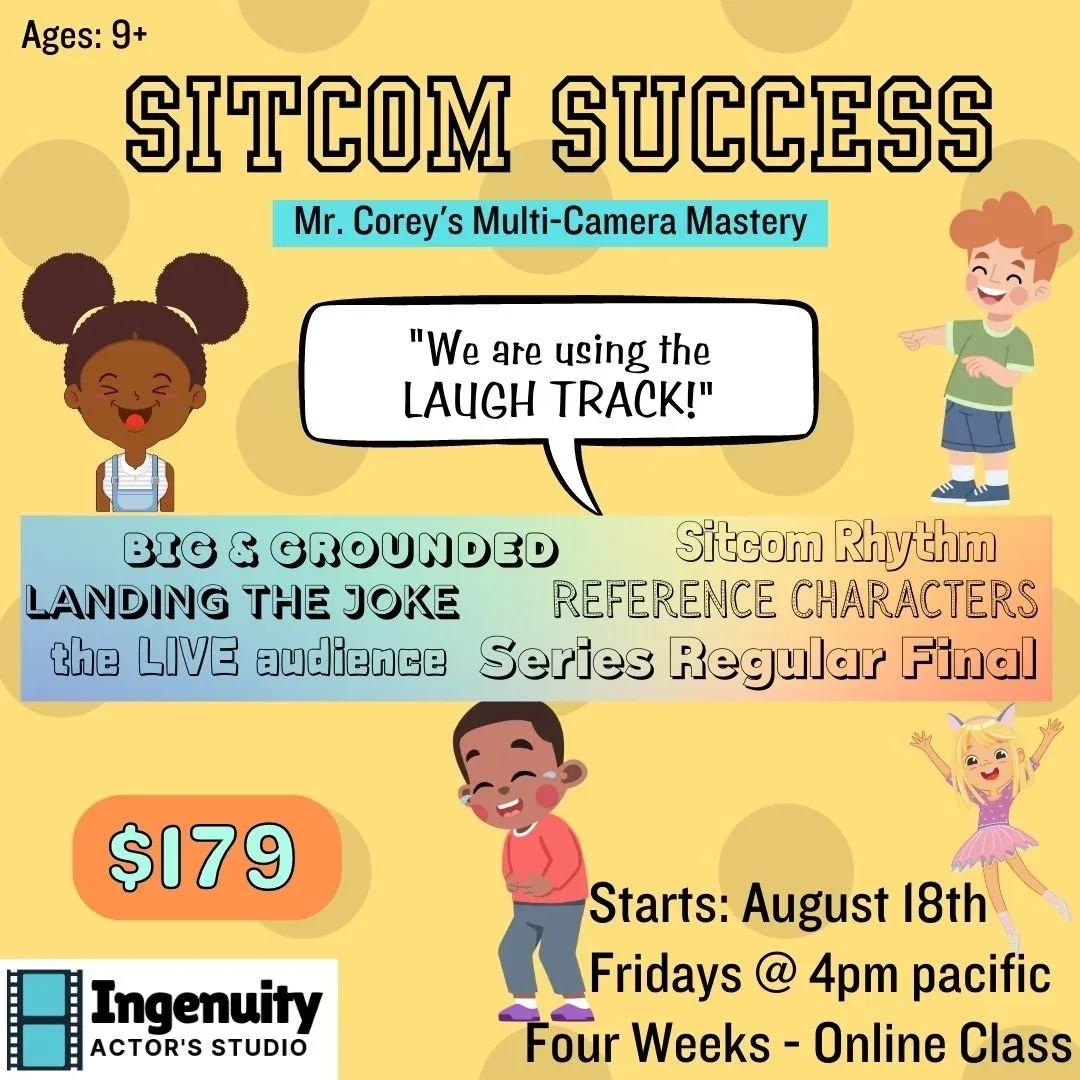 Ages: 9+
SITCOM SUCCESS
Mr. Corey's Multi-Camera Mastery
"We are using the
LAUGH TRACK!"
BIG & GROUNDED
Sitcom Rhythm
LANDING THE JOKE
REFERENCE CHARACTERS
the LIVE audience
Series Regular Final
$179
Starts: August 18th
Fridays @ 4pm pacific
Four Weeks - Online Class
Ingenuity
ACTOR'S STUDIO